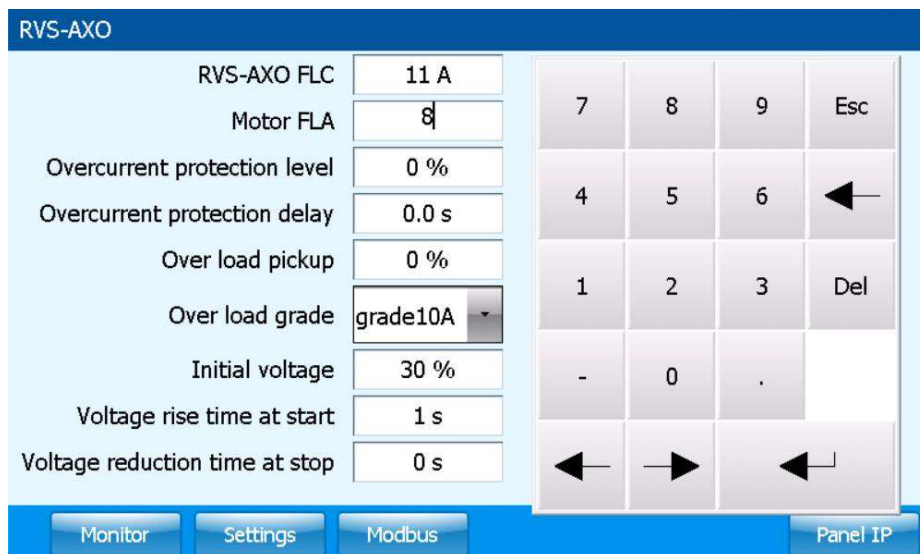 RVS-AXO
RVS-AXO FLC 11 A
Motor FLA 8
Overcurrent protection level 0 %
Overcurrent protection delay 0.0 s
Over load pickup 0 %
Over load grade grade10A
Initial voltage 30 %
Voltage rise time at start 1 s
Voltage reduction time at stop 0 s
7 8 9 Esc
4 5 6
1 2 3 Del
- 0 .
Monitor Settings Modbus Panel IP